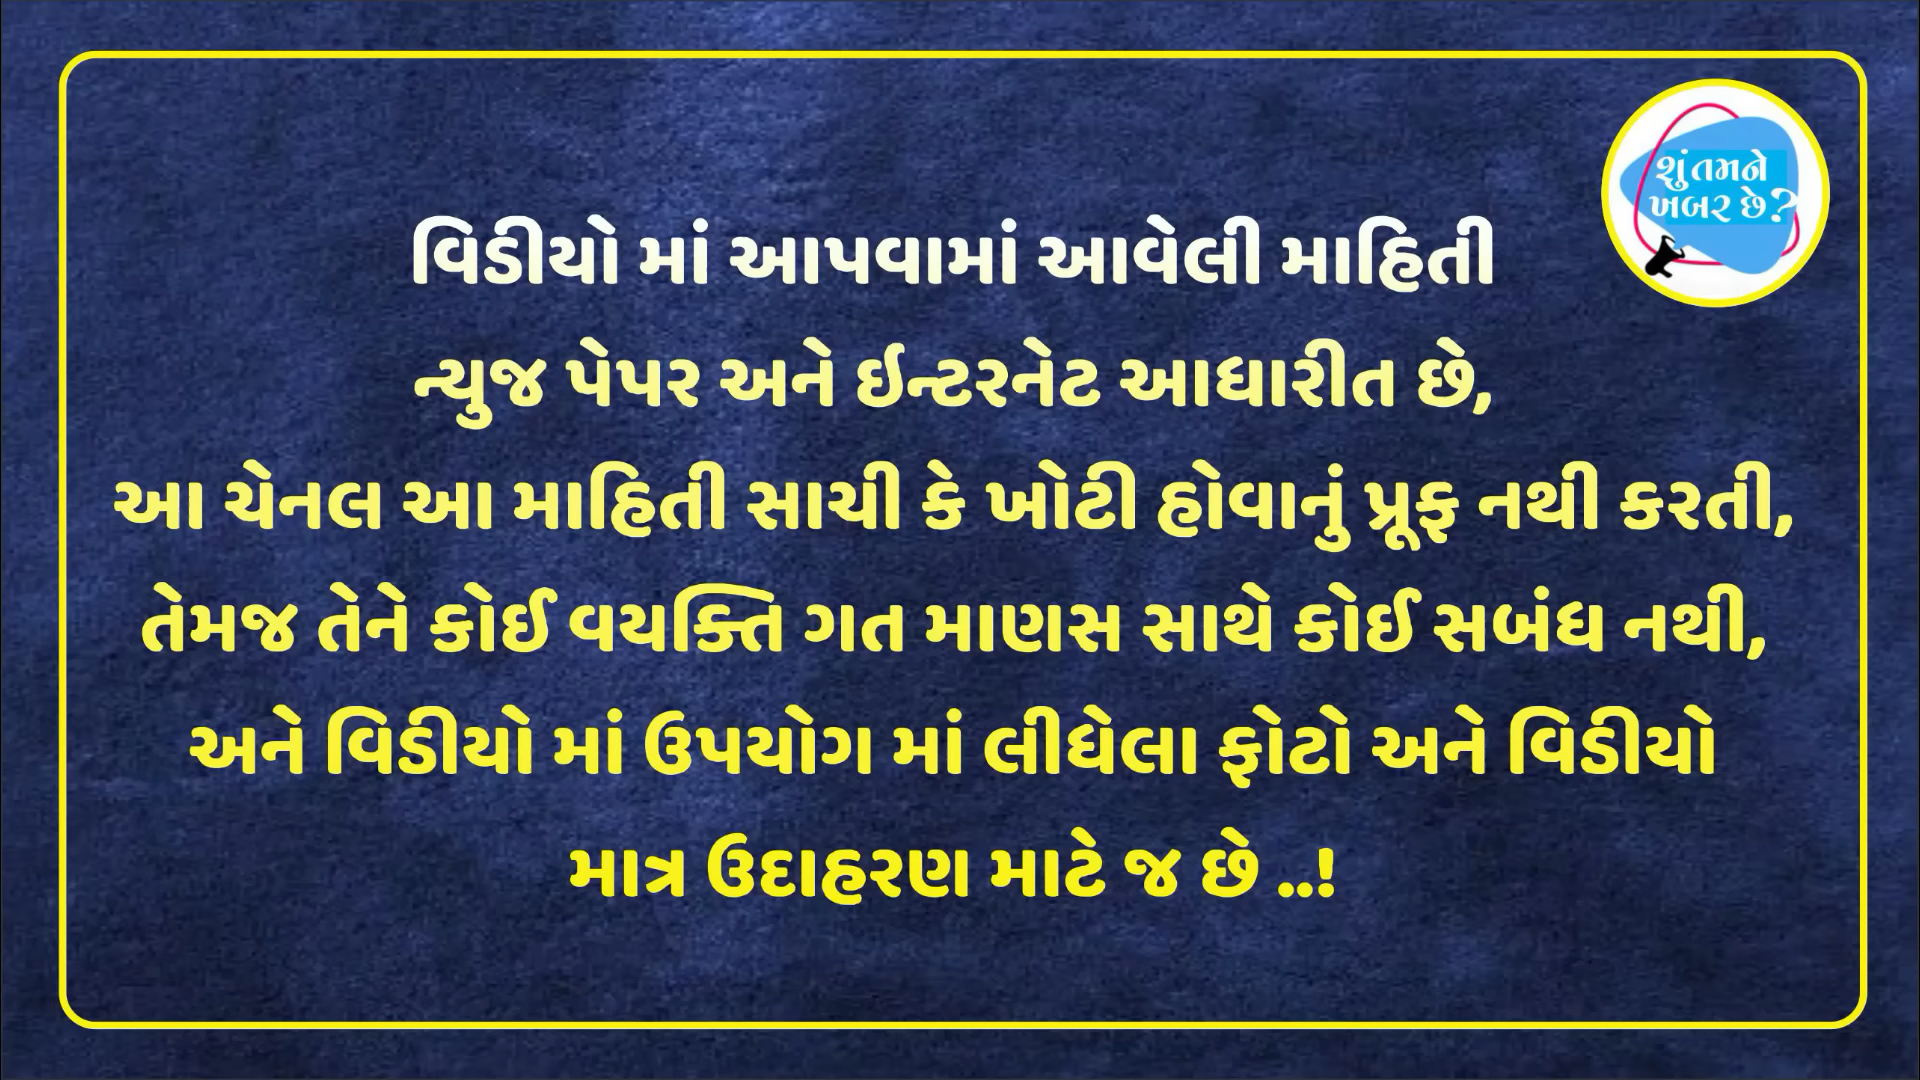 શું તમને
ખબર છે?
વિડીયો માં આપવામાં આવેલી માહિતી
ન્યુજ પેપર અને ઇન્ટરનેટ આધારીત છે,
આ ચેનલ આ માહિતી સાચી કે ખોટી હોવાનું પ્રૂફ નથી કરતી,
તેમજ તેને કોઈ વયક્તિ ગત માણસ સાથે કોઈ સબંધ નથી,
અને વિડીયો માં ઉપયોગ માં લીધેલા ફોટો અને વિડીયો
માત્ર ઉદાહરણ માટે જ છે ..!